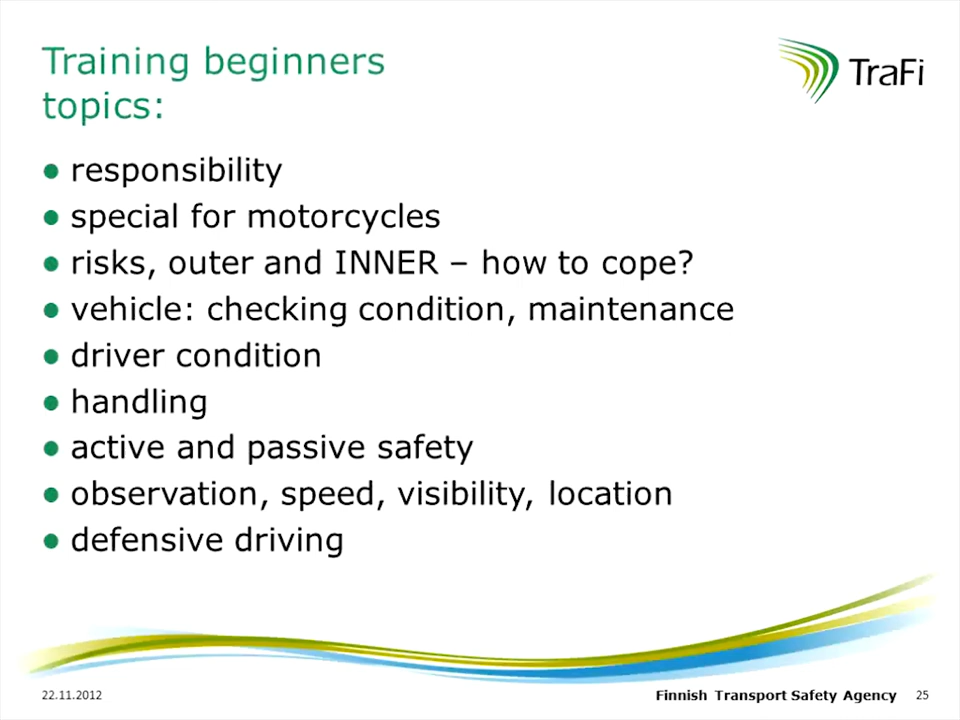 Training beginners
topics:
TraFi
● responsibility
● special for motorcycles
● risks, outer and INNER – how to cope?
● vehicle: checking condition, maintenance
● driver condition
● handling
● active and passive safety
● observation, speed, visibility, location
● defensive driving
22.11.2012
Finnish Transport Safety Agency
25